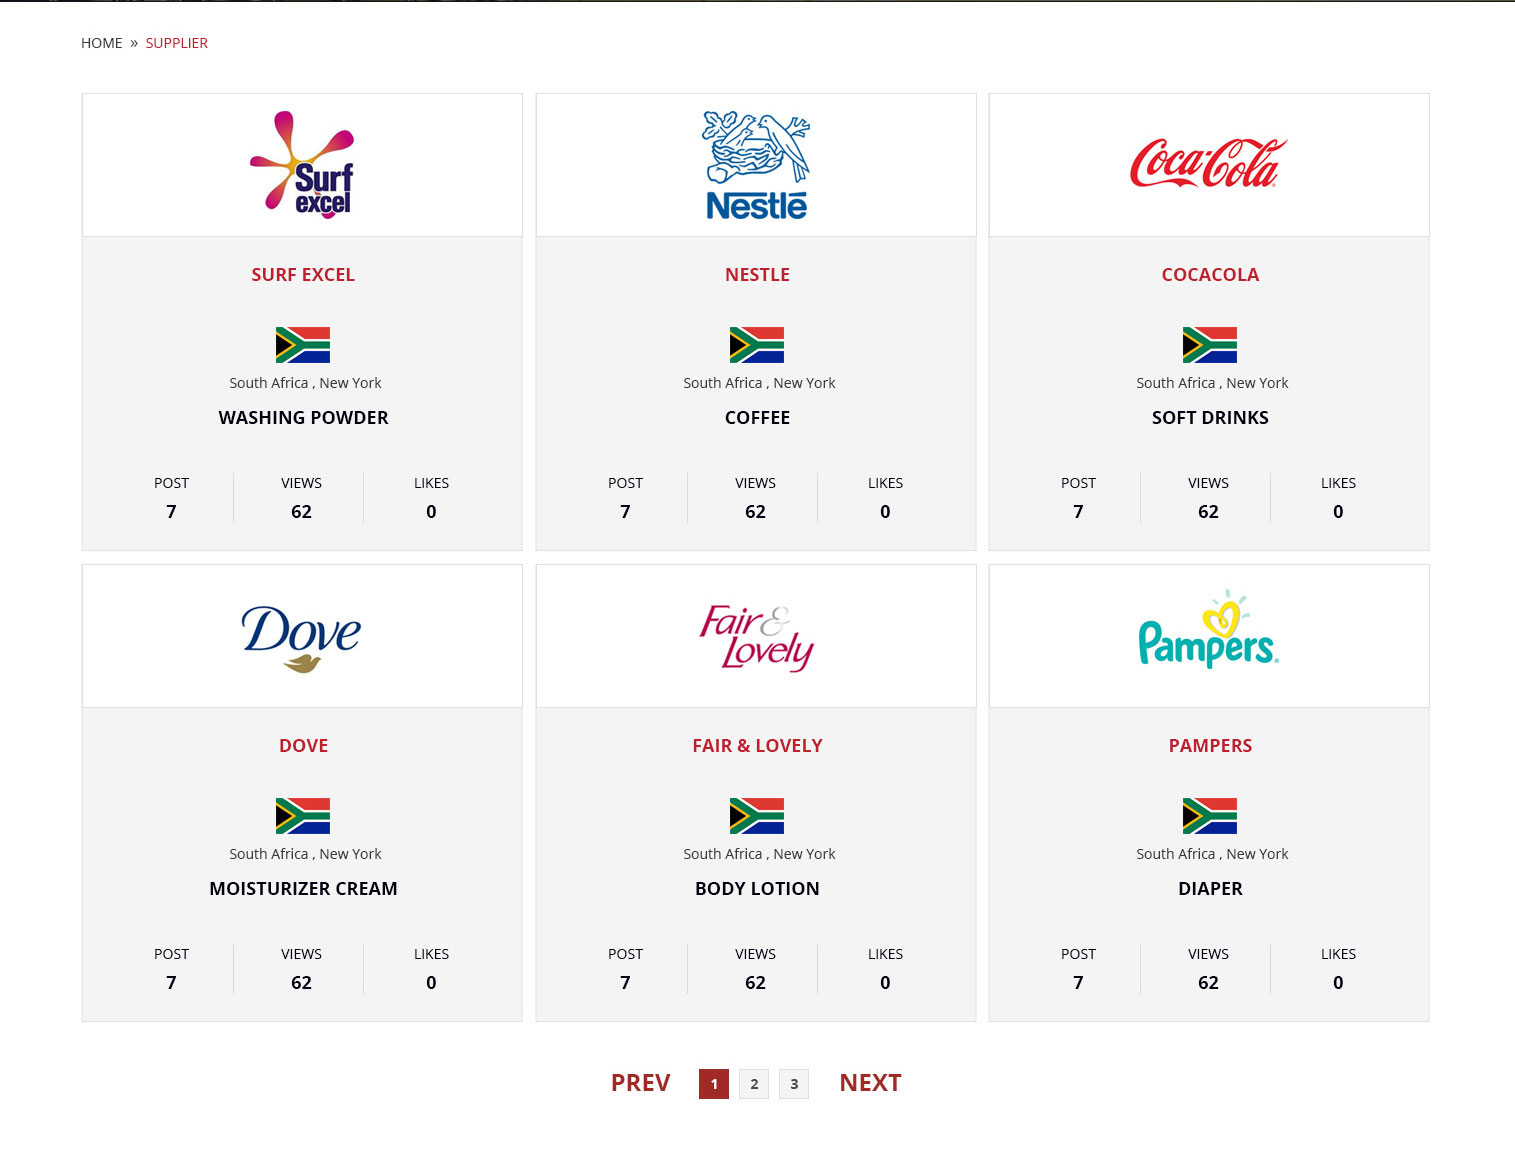 HOME » SUPPLIER
Surf
excel
Nestlé
Coca-Cola
SURF EXCEL
NESTLE
COCACOLA
South Africa , New York
South Africa , New York
South Africa , New York
WASHING POWDER
COFFEE
SOFT DRINKS
POST VIEWS LIKES
7 62 0
POST VIEWS LIKES
7 62 0
POST VIEWS LIKES
7 62 0
Dove
Fair &
Lovely
Pampers
DOVE
FAIR & LOVELY
PAMPERS
South Africa , New York
South Africa , New York
South Africa , New York
MOISTURIZER CREAM
BODY LOTION
DIAPER
POST VIEWS LIKES
7 62 0
POST VIEWS LIKES
7 62 0
POST VIEWS LIKES
7 62 0
PREV 1 2 3 NEXT